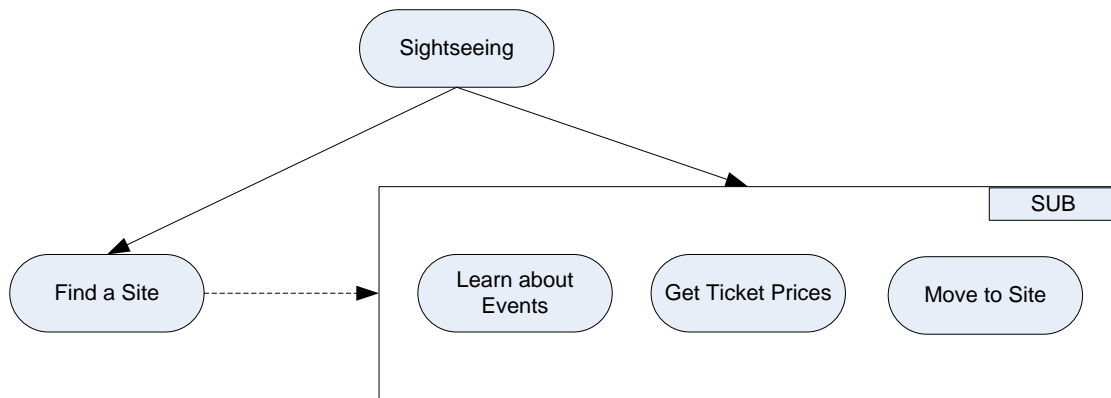 Sightseeing
SUB
Find a Site
Learn about
Events
Get Ticket Prices
Move to Site